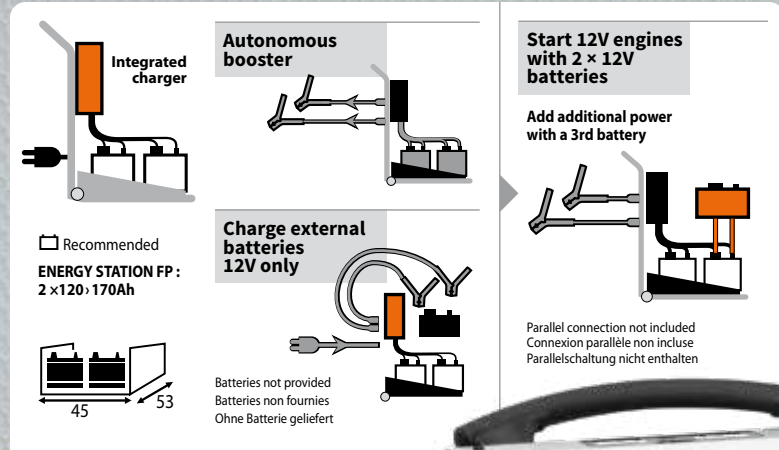 Integrated
charger
Recommended
ENERGY STATION FP :
2 ×120›170Ah
45
53
Autonomous
booster
Charge external
batteries
12V only
Batteries not provided
Batteries non fournies
Ohne Batterie geliefert
Start 12V engines
with 2 × 12V
batteries
Add additional power
with a 3rd battery
Parallel connection not included
Connexion parallèle non incluse
Parallelschaltung nicht enthalten